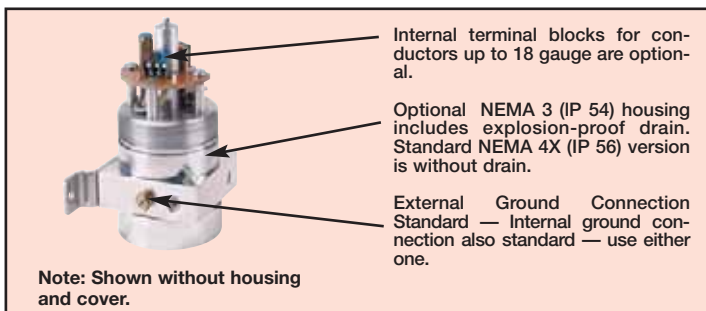 Internal terminal blocks for con-
ductors up to 18 gauge are option-
al.
Optional NEMA 3 (IP 54) housing
includes explosion-proof drain.
Standard NEMA 4X (IP 56) version
is without drain.
External Ground Connection
Standard — Internal ground con-
nection also standard — use either
one.
Note: Shown without housing
and cover.